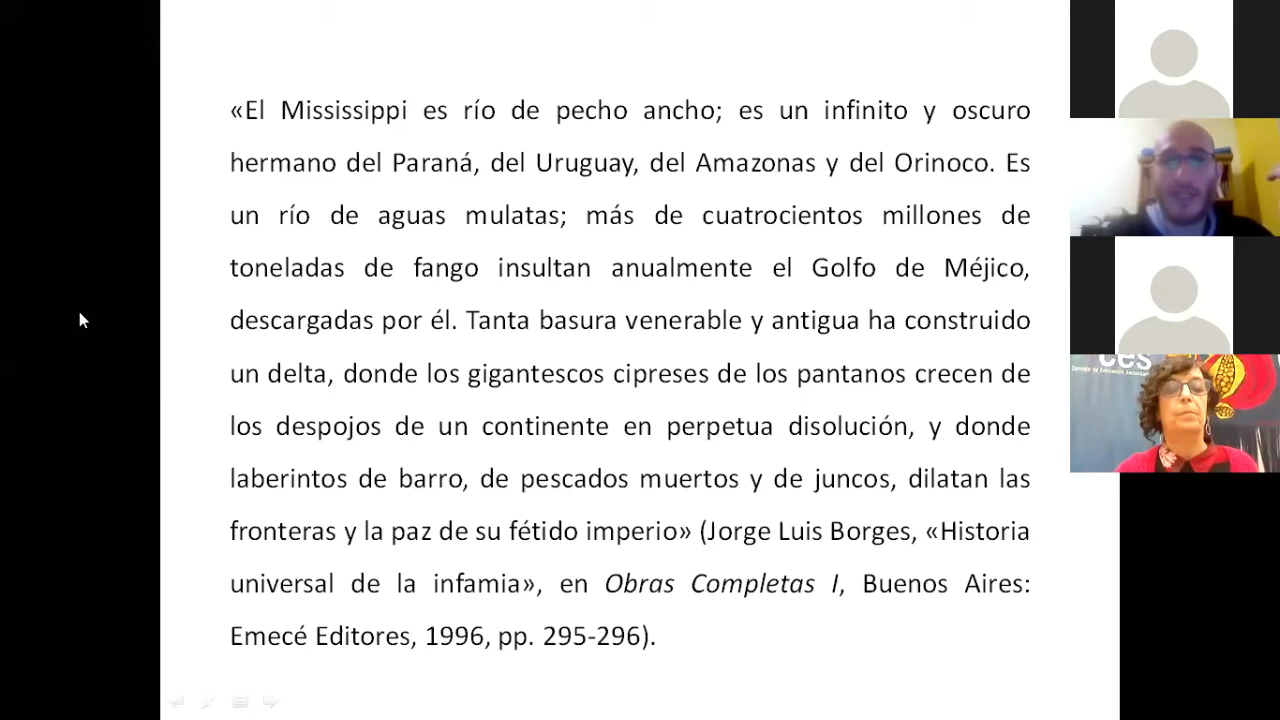 «El Mississippi es río de pecho ancho; es un infinito y oscuro
hermano del Paraná, del Uruguay, del Amazonas y del Orinoco. Es
un río de aguas mulatas; más de cuatrocientos millones de
toneladas de fango insultan anualmente el Golfo de Méjico,
descargadas por él. Tanta basura venerable y antigua ha construido
un delta, donde los gigantescos cipreses de los pantanos crecen de
los despojos de un continente en perpetua disolución, y donde
laberintos de barro, de pescados muertos y de juncos, dilatan las
fronteras y la paz de su fétido imperio» (Jorge Luis Borges, «Historia
universal de la infamia», en Obras Completas I, Buenos Aires:
Emecé Editores, 1996, pp. 295-296).
ces